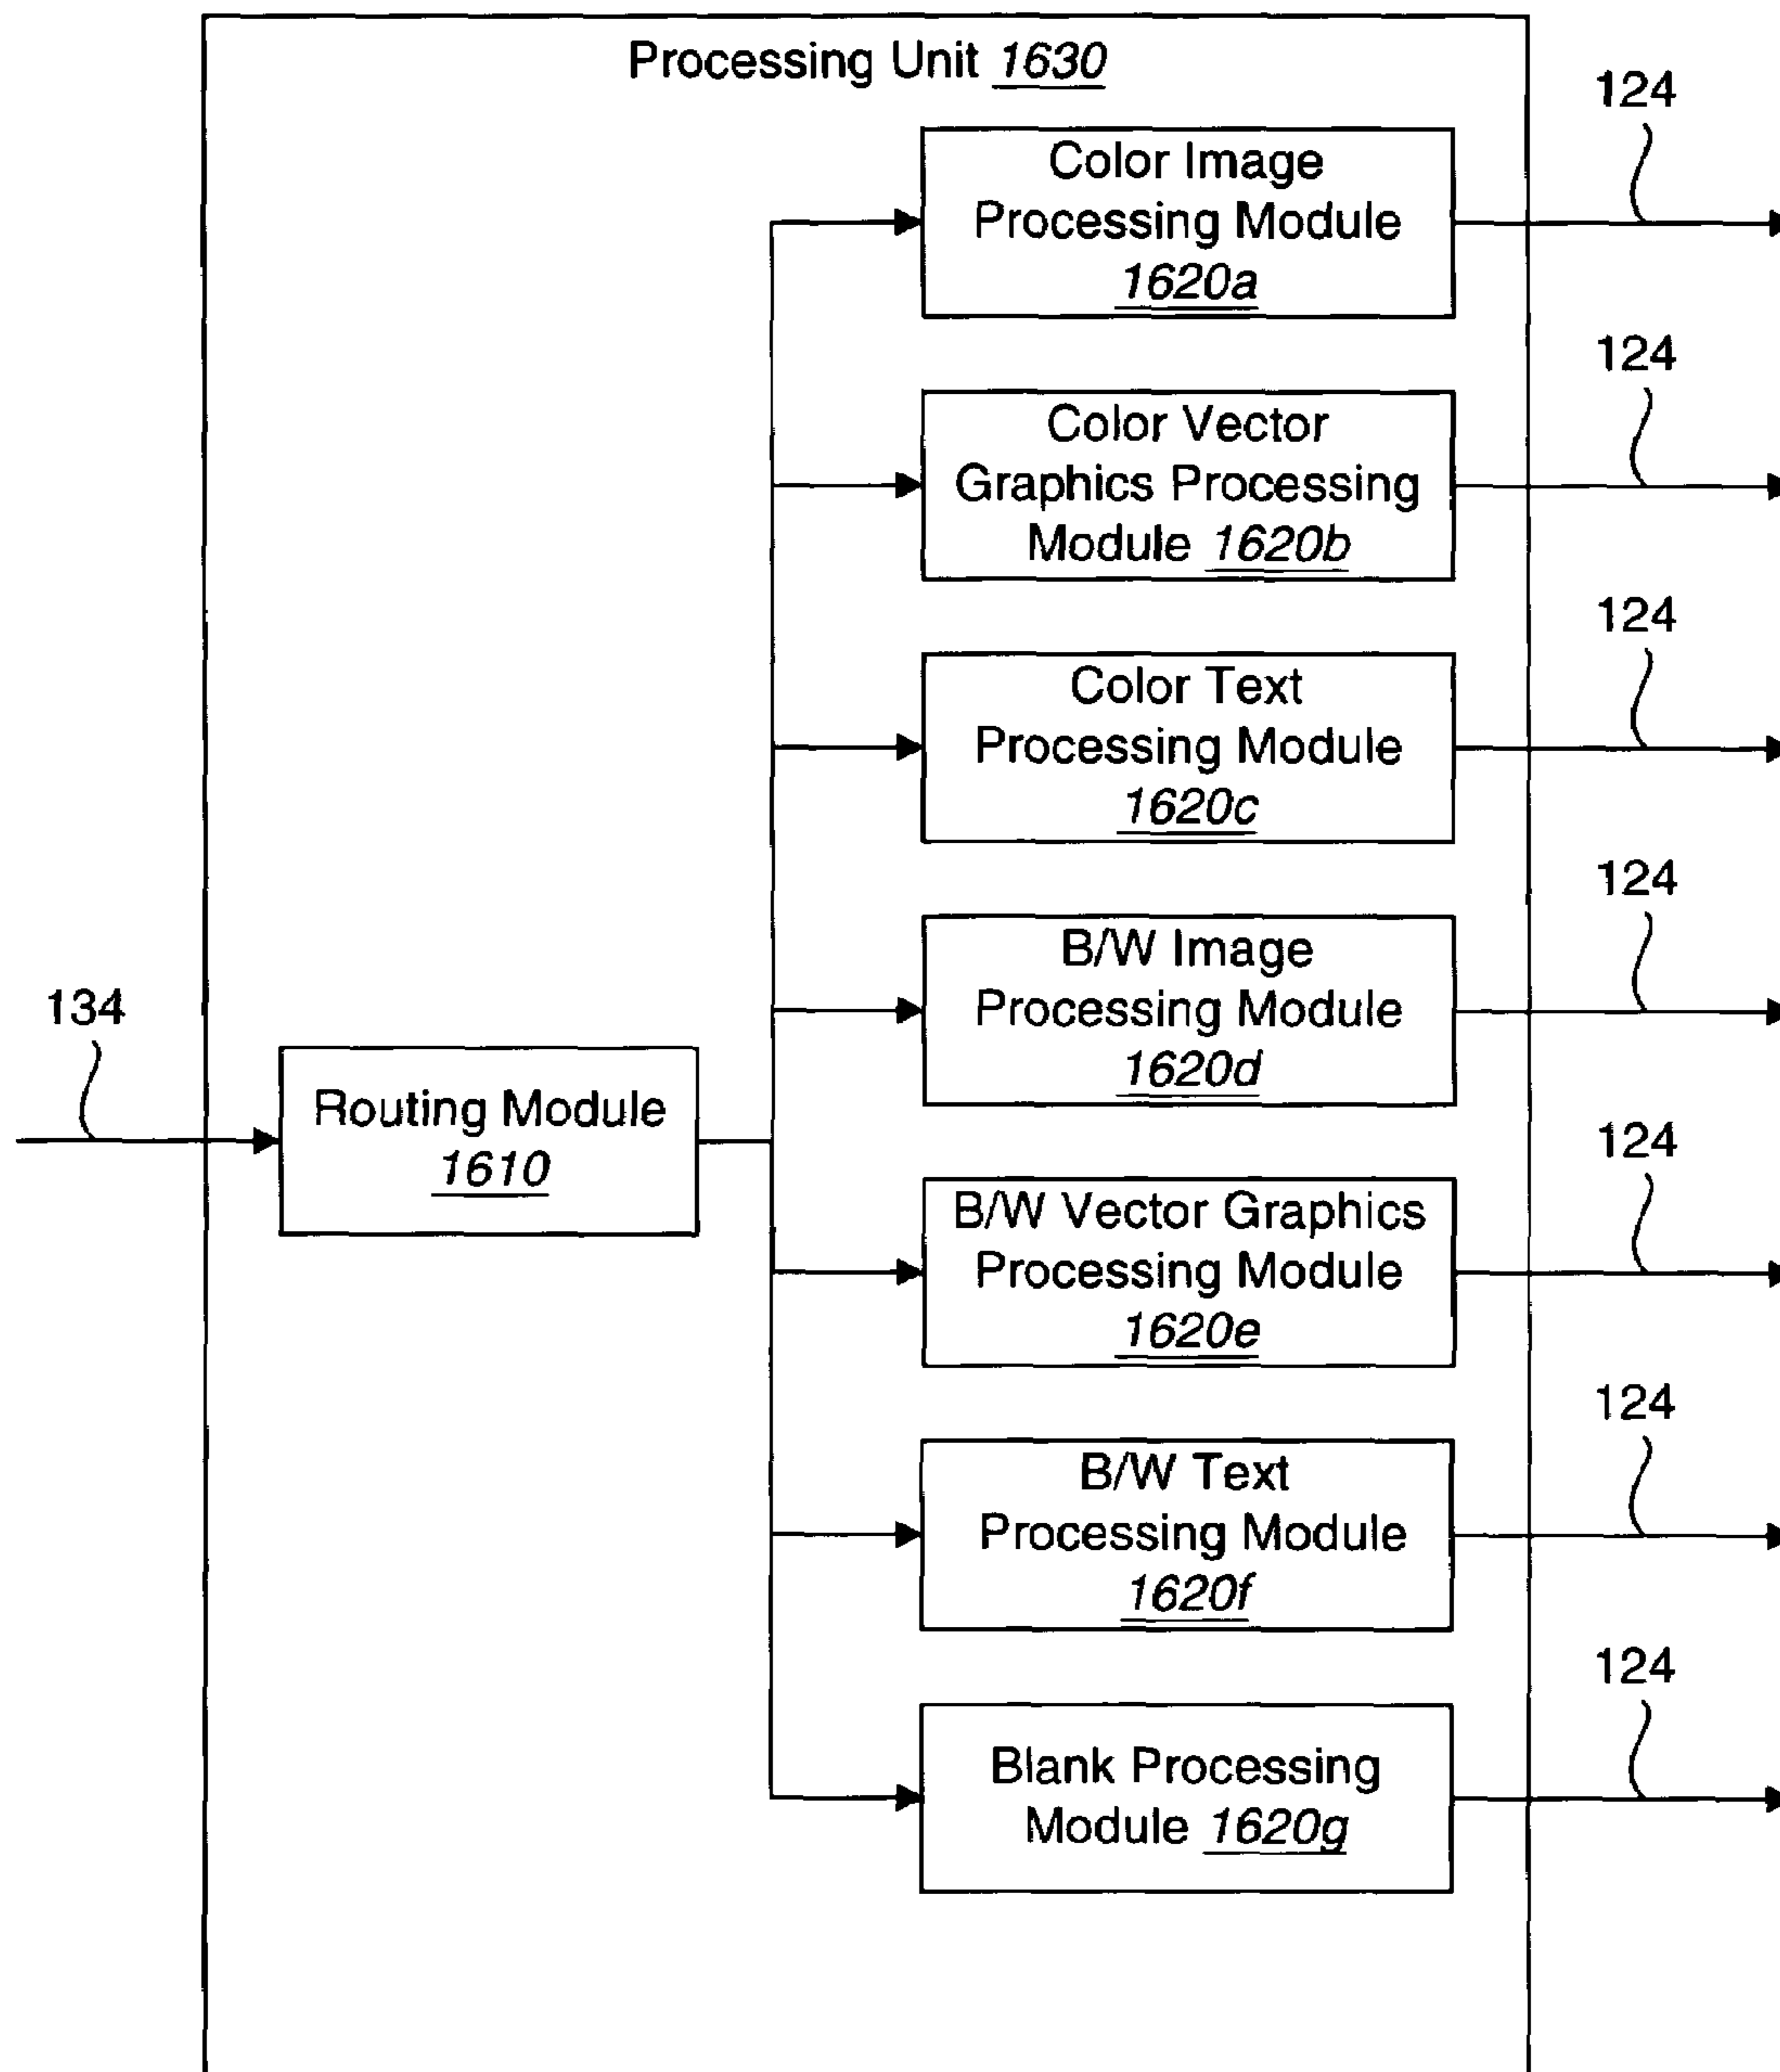 Processing Unit 1630
124
Color Image
Processing Module
1620a
124
Color Vector
Graphics Processing
Module 1620b
124
Color Text
Processing Module
1620c
124
B/W Image
Processing Module
1620d
134
Routing Module
1610
124
B/W Vector Graphics
Processing Module
1620e
124
B/W Text
Processing Module
1620f
124
Blank Processing
Module 1620g